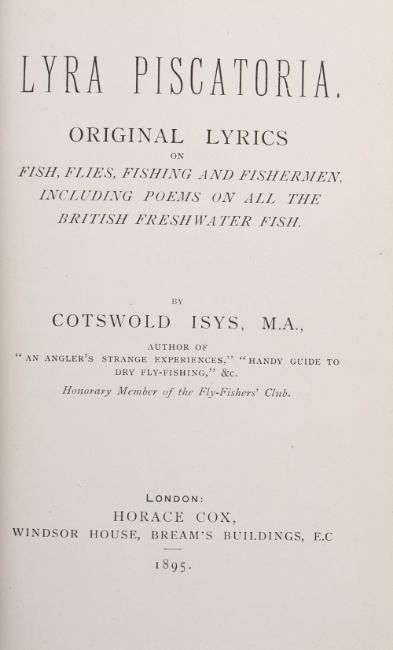 LYRA PISCATORIA.
ORIGINAL LYRICS
ON
FISH, FLIES, FISHING AND FISHERMEN,
INCLUDING POEMS ON ALL THE
BRITISH FRESHWATER FISH.
BY
COTSWOLD ISYS, M.A.,
AUTHOR OF
“AN ANGLER'S STRANGE EXPERIENCES,” “HANDY GUIDE TO
DRY FLY-FISHING,” &c.
Honorary Member of the Fly-Fishers' Club.
LONDON:
HORACE COX,
WINDSOR HOUSE, BREAM'S BUILDINGS, E.C
1895.